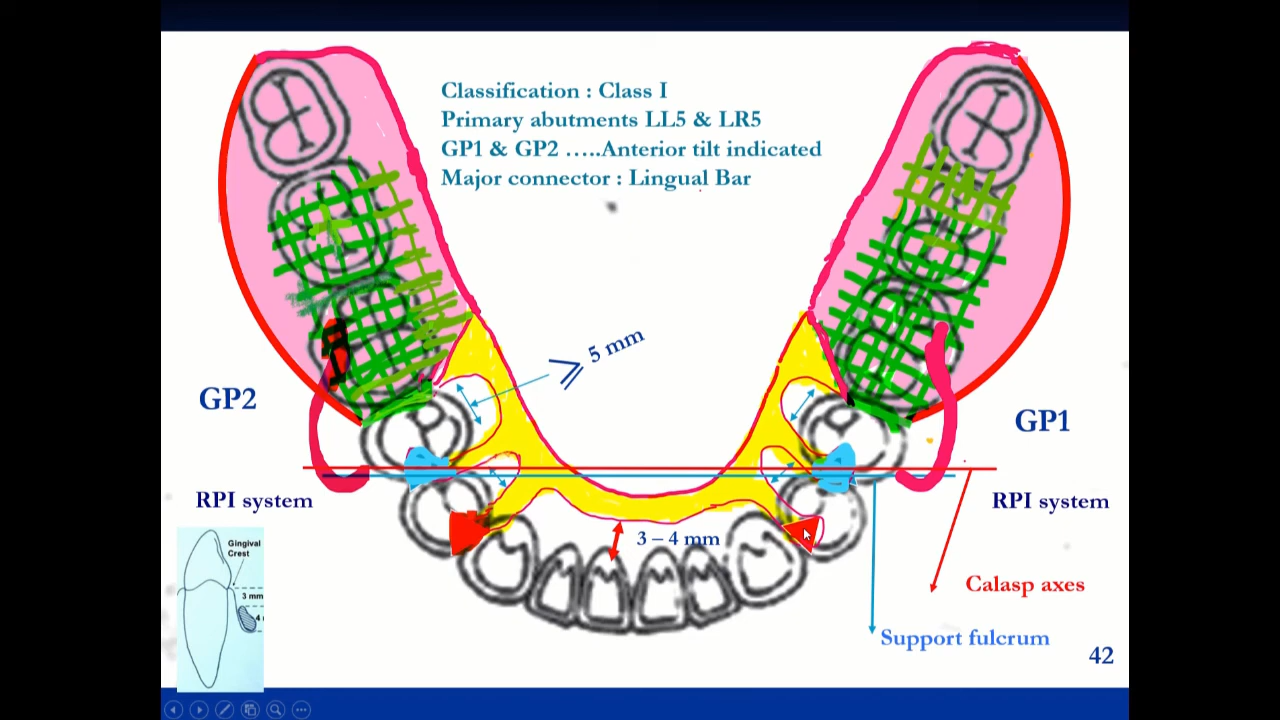 Classification : Class I
Primary abutments LL5 & LR5
GP1 & GP2 …..Anterior tilt indicated
Major connector : Lingual Bar
⩾ 5 mm
GP2
GP1
RPI system
RPI system
3 – 4 mm
Gingival
Crest
3 mm
4
Calasp axes
Support fulcrum
42